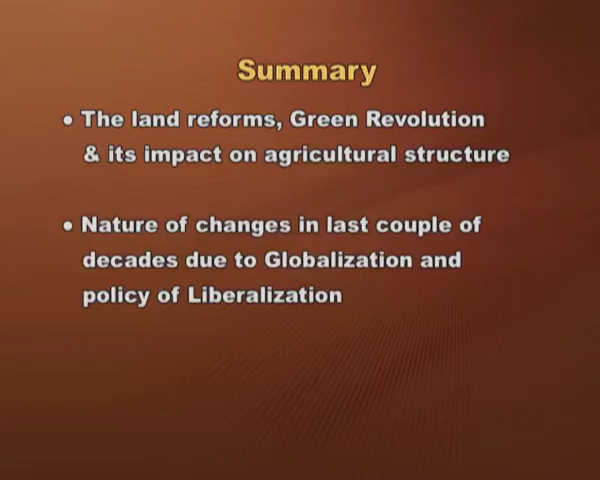 Summary
• The land reforms, Green Revolution
& its impact on agricultural structure
• Nature of changes in last couple of
decades due to Globalization and
policy of Liberalization